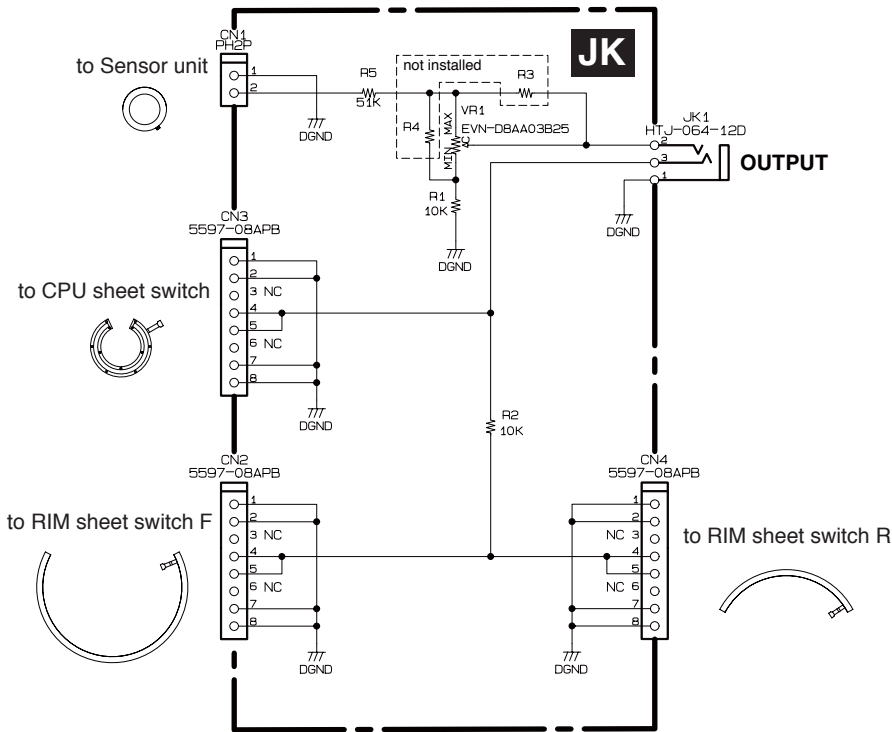 CN1
PH2P
to Sensor unit
1
2
DGND
R5
51K
not installed
R3
R4
VR1
EVN-D8AA03B25
MAX
MIN
C
R1
10K
DGND
JK
JK1
HTJ-064-12D
2
3
1
OUTPUT
DGND
CN3
5597-08APB
to CPU sheet switch
1
2
3 NC
4
5
6 NC
7
8
DGND
R2
10K
CN2
5597-08APB
to RIM sheet switch F
1
2
3 NC
4
5
6 NC
7
8
DGND
CN4
5597-08APB
to RIM sheet switch R
1
2
NC 3
4
5
NC 6
7
8
DGND